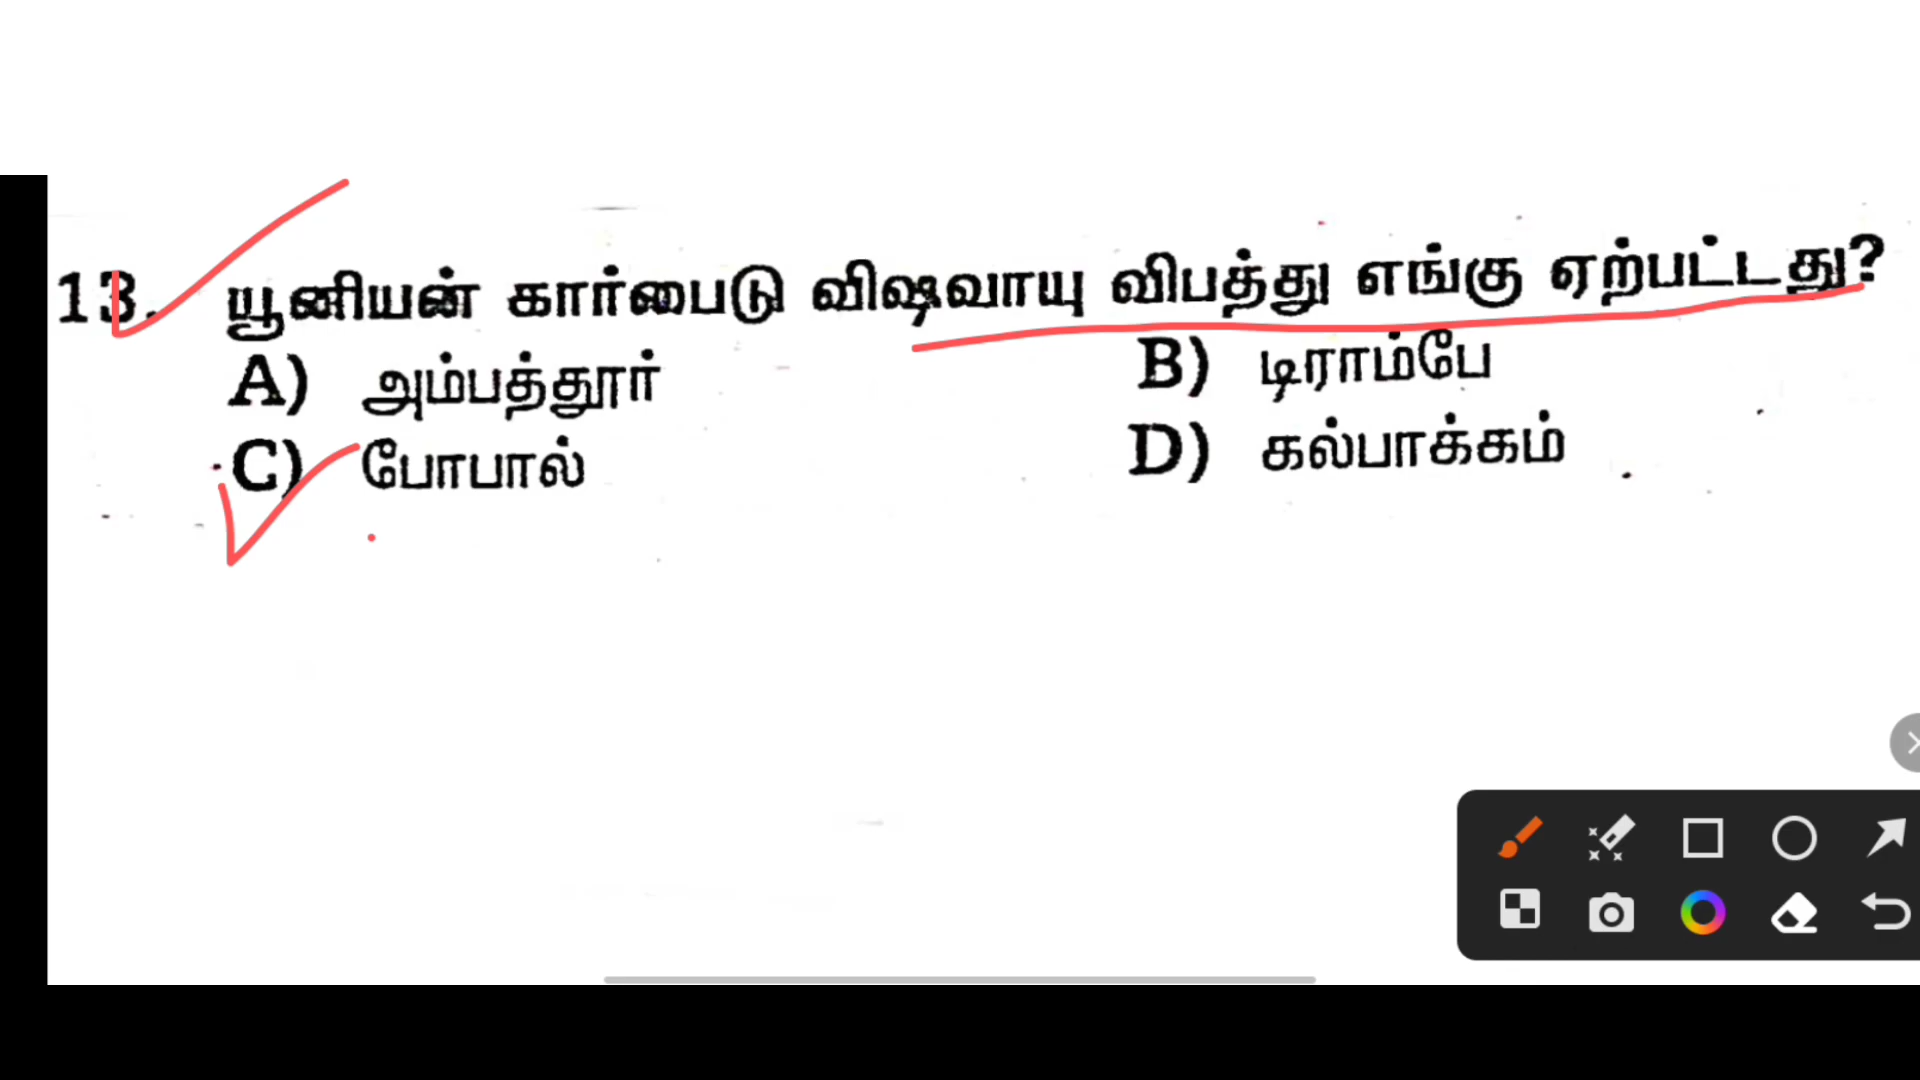 13. யூனியன் கார்பைடு விஷவாயு விபத்து எங்கு ஏற்பட்டது?
A) அம்பத்தூர் B) டிராம்பே
C) போபால் D) கல்பாக்கம்